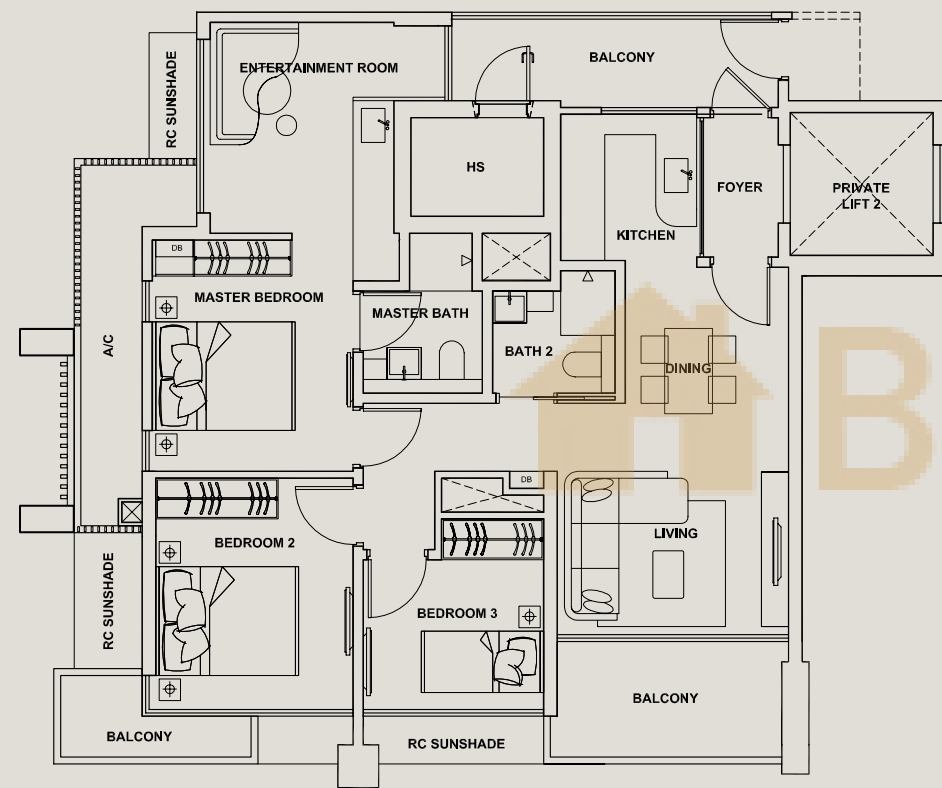 BALCONY
ENTERTAINMENT ROOM
RC SUNSHADE
HS
FOYER
PRIVATE
LIFT 2
KITCHEN
DB
MASTER BEDROOM
MASTER BATH
A/C
BATH 2
DINING
DB
LIVING
BEDROOM 2
RC SUNSHADE
BEDROOM 3
BALCONY
BALCONY
RC SUNSHADE
B